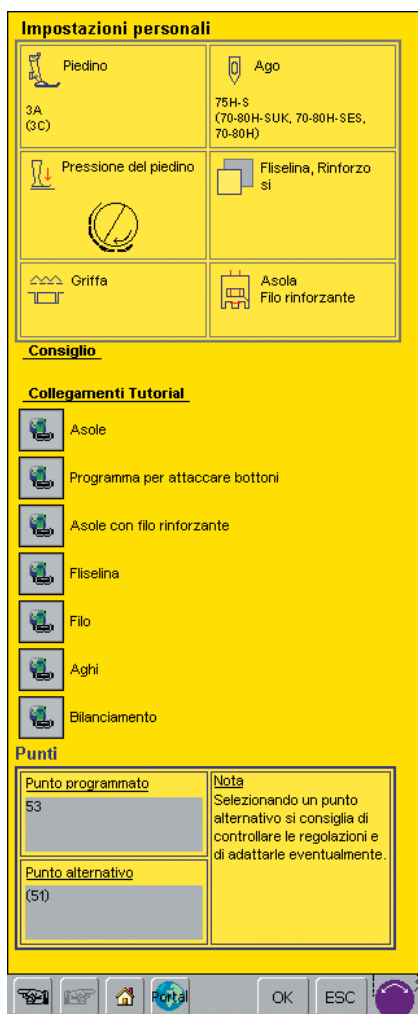 Impostazioni personali
Piedino
3A
(3C)
Ago
75H-S
(70-80H-SUK, 70-80H-SES,
70-80H)
Pressione del piedino
Fliselina, Rinforzo
si
Griffa
Asola
Filo rinforzante
Consiglio
Collegamenti Tutorial
Asole
Programma per attaccare bottoni
Asole con filo rinforzante
Fliselina
Filo
Aghi
Bilanciamento
Punti
Punto programmato
53
Punto alternativo
(51)
Nota
Selezionando un punto
alternativo si consiglia di
controllare le regolazioni e
di adattarle eventualmente.
Portal
OK
ESC